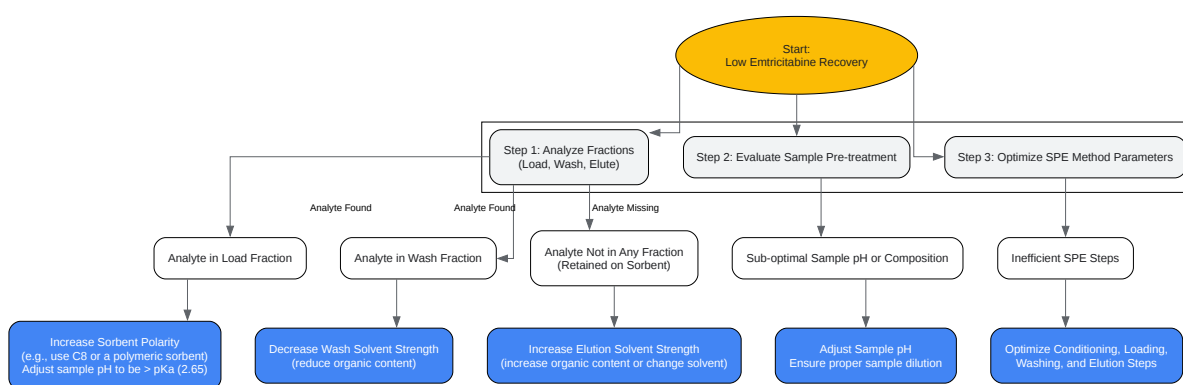 Start:
Low Emtricitabine Recovery
Step 1: Analyze Fractions
(Load, Wash, Elute)
Step 2: Evaluate Sample Pre-treatment
Step 3: Optimize SPE Method Parameters
Analyte Found
Analyte Found
Analyte Missing
Analyte in Load Fraction
Analyte in Wash Fraction
Analyte Not in Any Fraction
(Retained on Sorbent)
Sub-optimal Sample pH or Composition
Inefficient SPE Steps
Increase Sorbent Polarity
(e.g., use C8 or a polymeric sorbent)
Adjust sample pH to be > pKa (2.65)
Decrease Wash Solvent Strength
(reduce organic content)
Increase Elution Solvent Strength
(increase organic content or change solvent)
Adjust Sample pH
Ensure proper dilution
Optimize Conditioning, Loading,
Washing, and Elution Steps